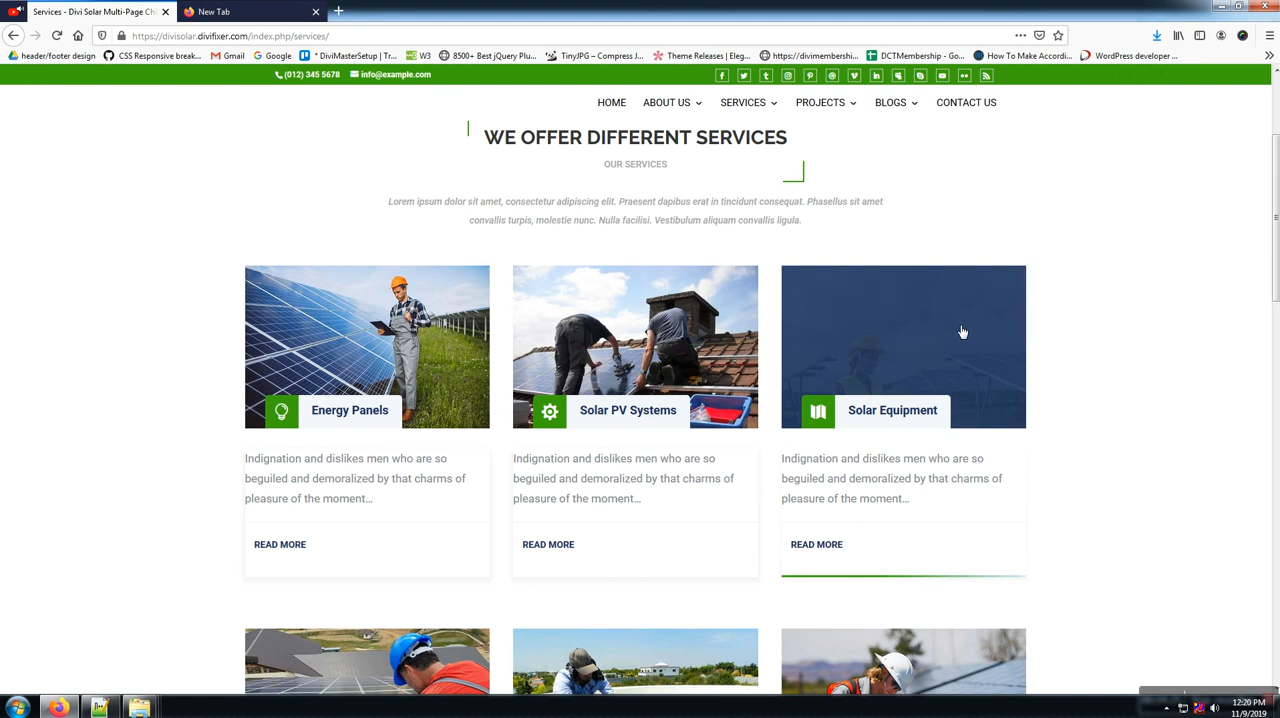 Services - Divi Solar Multi-Page Ch
New Tab
https://divisolar.divifixer.com/index.php/services/
header/footer design
CSS Responsive break...
Gmail
Google
* DiviMasterSetup | Tr...
W3
8500+ Best jQuery Plu...
TinyJPG – Compress J...
Theme Releases | Eleg...
https://divimembershi...
DCTMembership - Go...
How To Make Accordi...
WordPress developer...
(012) 345 5678
info@example.com
HOME
ABOUT US
SERVICES
PROJECTS
BLOGS
CONTACT US
WE OFFER DIFFERENT SERVICES
OUR SERVICES
Lorem ipsum dolor sit amet, consectetur adipiscing elit. Praesent dapibus erat in tincidunt consequat. Phasellus sit amet
convallis turpis, molestie nunc. Nulla facilisi. Vestibulum aliquam convallis ligula.
Energy Panels
Indignation and dislikes men who are so
beguiled and demoralized by that charms of
pleasure of the moment...
READ MORE
Solar PV Systems
Indignation and dislikes men who are so
beguiled and demoralized by that charms of
pleasure of the moment...
READ MORE
Solar Equipment
Indignation and dislikes men who are so
beguiled and demoralized by that charms of
pleasure of the moment...
READ MORE
12:20 PM
11/9/2019